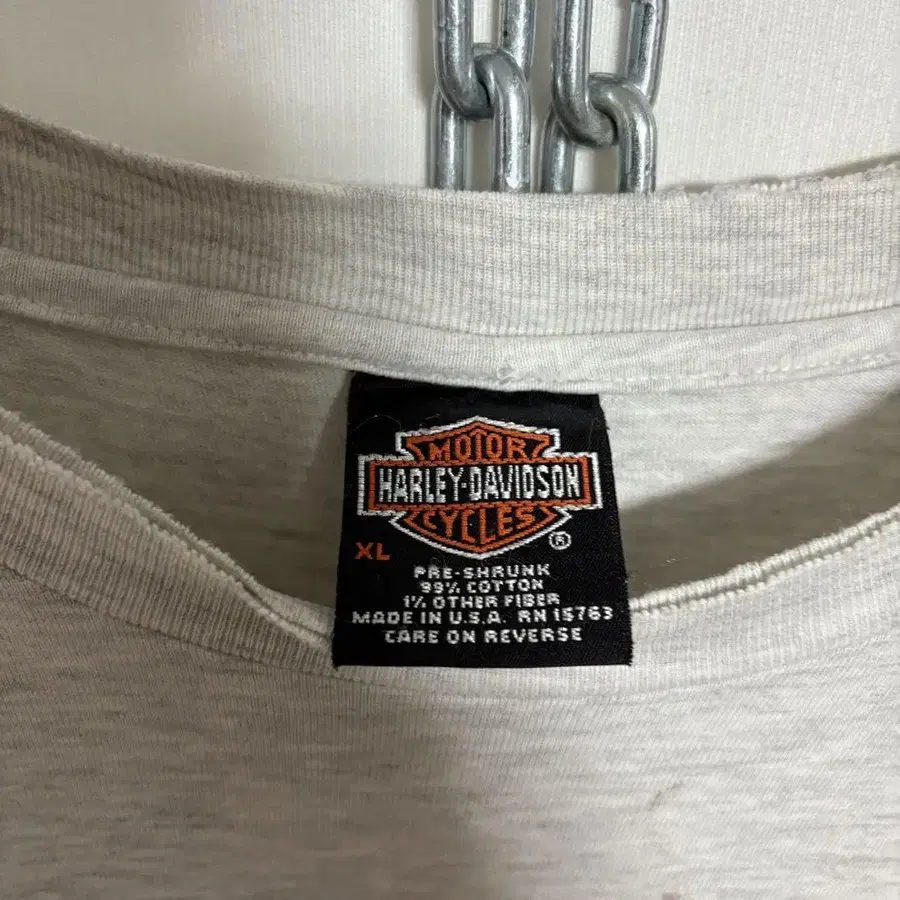 MOTOR
HARLEY-DAVIDSON
CYCLES
®
XL
PRE-SHRUNK
99% COTTON
1% OTHER FIBER
MADE IN U.S.A. RN 15763
CARE ON REVERSE